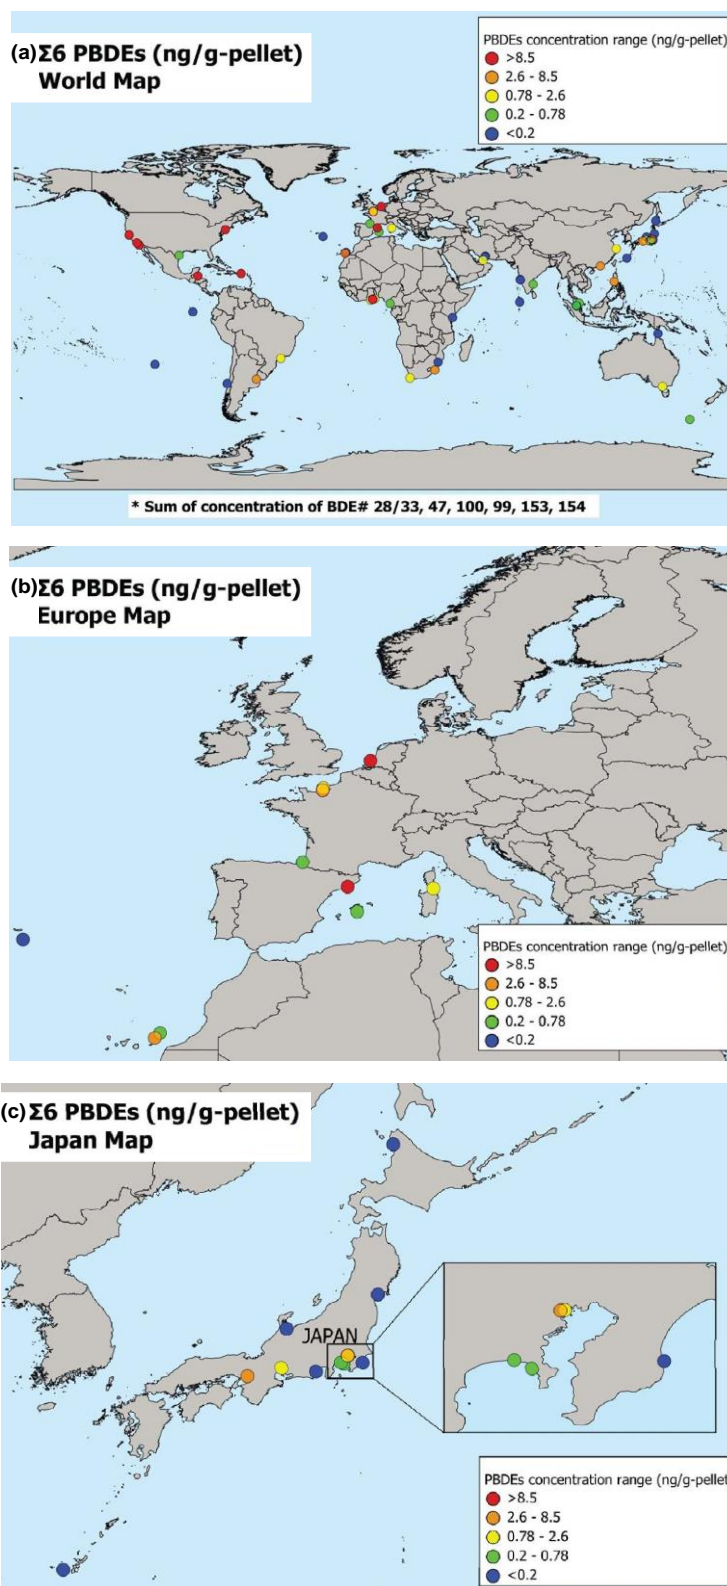 (a) Σ6 PBDEs (ng/g-pellet)
World Map
PBDEs concentration range (ng/g-pellet)
>8.5
2.6 - 8.5
0.78 - 2.6
0.2 - 0.78
<0.2
* Sum of concentration of BDE# 28/33, 47, 100, 99, 153, 154
(b) Σ6 PBDEs (ng/g-pellet)
Europe Map
PBDEs concentration range (ng/g-pellet)
>8.5
2.6 - 8.5
0.78 - 2.6
0.2 - 0.78
<0.2
(c) Σ6 PBDEs (ng/g-pellet)
Japan Map
JAPAN
PBDEs concentration range (ng/g-pellet
>8.5
2.6 - 8.5
0.78 - 2.6
0.2 - 0.78
<0.2